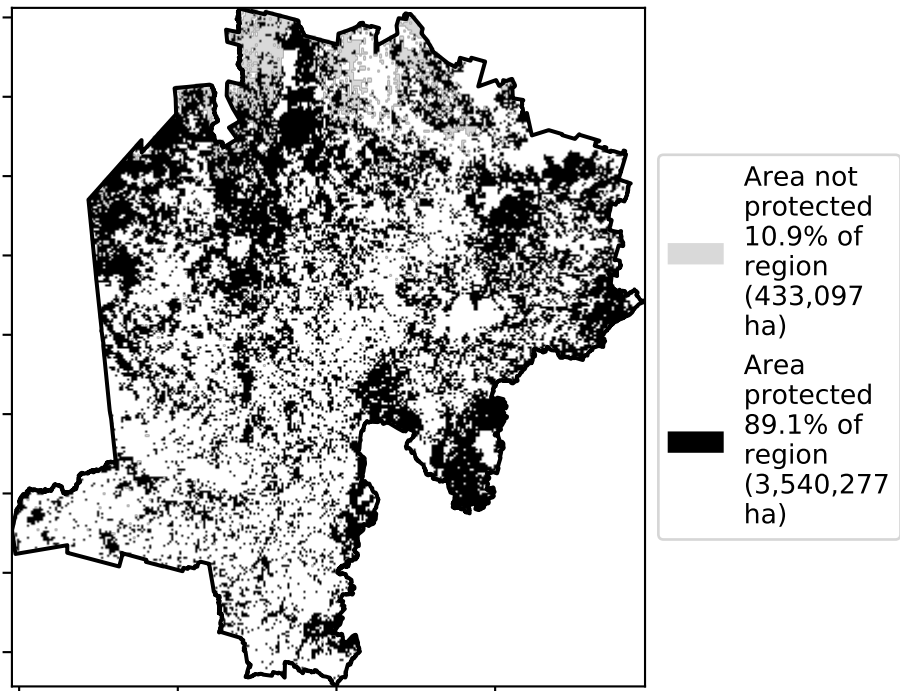 Area not
protected
10.9% of
region
(433,097
ha)
Area
protected
89.1% of
region
(3,540,277
ha)